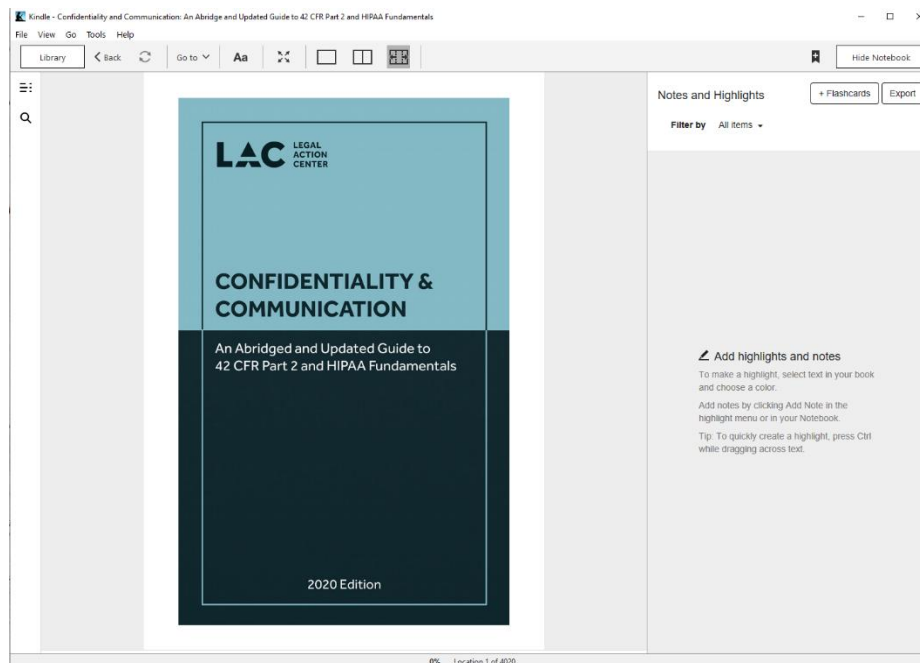 Kindle - Confidentiality and Communication: An Abridge and Updated Guide to 42 CFR Part 2 and HIPAA Fundamentals
File View Go Tools Help
Library Back Go to Aa Hide Notebook
Notes and Highlights + Flashcards Export
Filter by All items
LAC LEGAL
ACTION
CENTER
CONFIDENTIALITY &
COMMUNICATION
An Abridged and Updated Guide to
42 CFR Part 2 and HIPAA Fundamentals
2020 Edition
Add highlights and notes
To make a highlight, select text in your book
and choose a color.
Add notes by clicking Add Note in the
highlight menu or in your Notebook.
Tip: To quickly create a highlight, press Ctrl
while dragging across text.
0% Location 1 of 4020